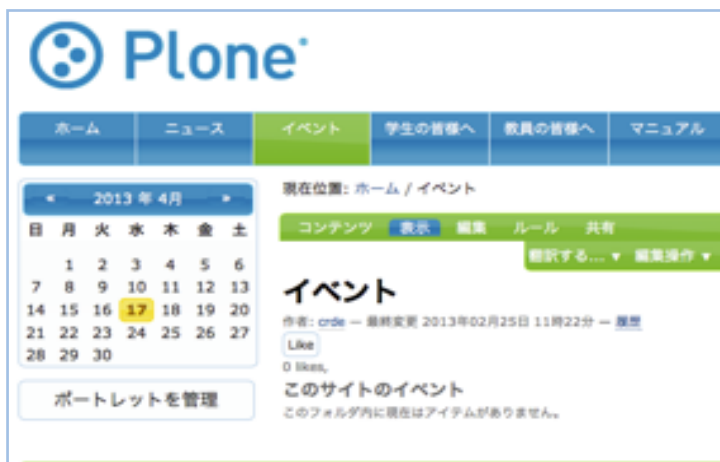 Plone
ホーム ニュース イベント 学生の皆様へ 教員の皆様へ マニュアル
« 2013 年 4月 »
日 月 火 水 木 金 土
1 2 3 4 5 6
7 8 9 10 11 12 13
14 15 16 17 18 19 20
21 22 23 24 25 26 27
28 29 30
ポートレットを管理
現在位置: ホーム / イベント
コンテンツ 表示 編集 ルール 共有
翻訳する... ▼ 編集操作 ▼
イベント
作者: crde — 最終変更 2013年02月25日 11時22分 — 履歴
Like
0 likes,
このサイトのイベント
このフォルダ内に現在はアイテムがありません。